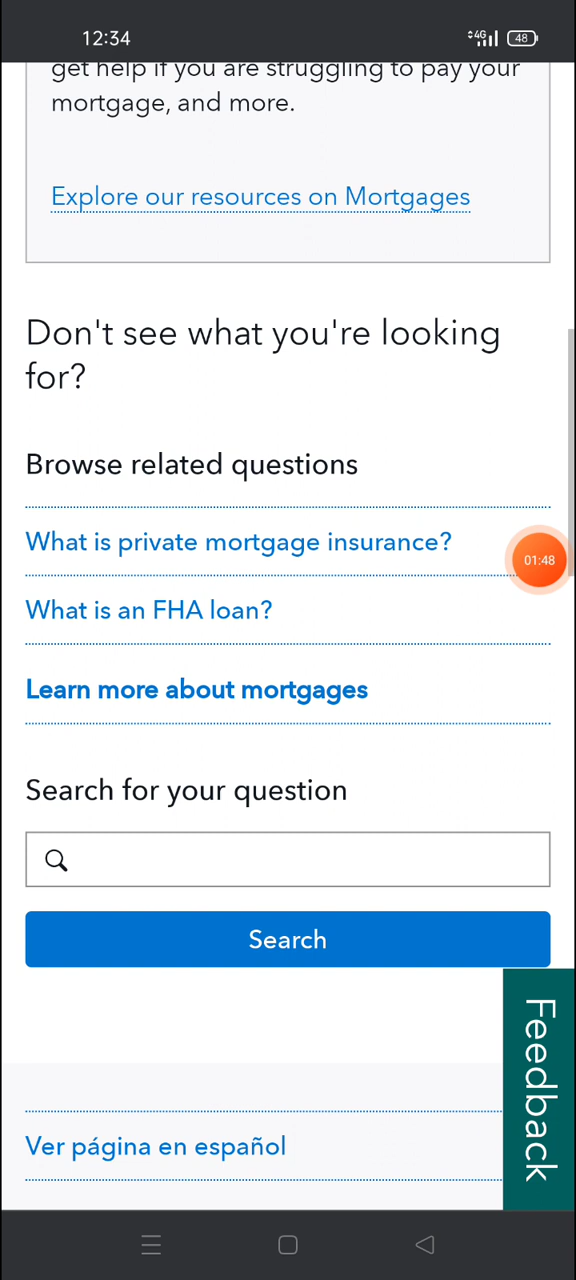 12:34
4G
48
get help if you are struggling to pay your
mortgage, and more.
Explore our resources on Mortgages
Don't see what you're looking
for?
Browse related questions
What is private mortgage insurance?
01:48
What is an FHA loan?
Learn more about mortgages
Search for your question
Search
Feedback
Ver página en español